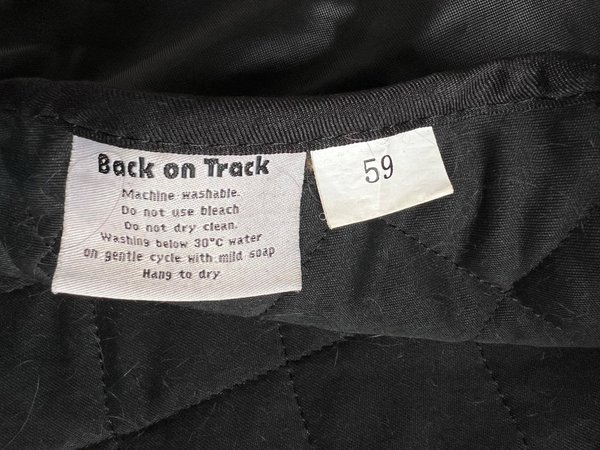 Back on Track
Machine washable.
Do not use bleach
Do not dry clean.
Washing below 30°C water
on gentle cycle with mild soap
Hang to dry
59